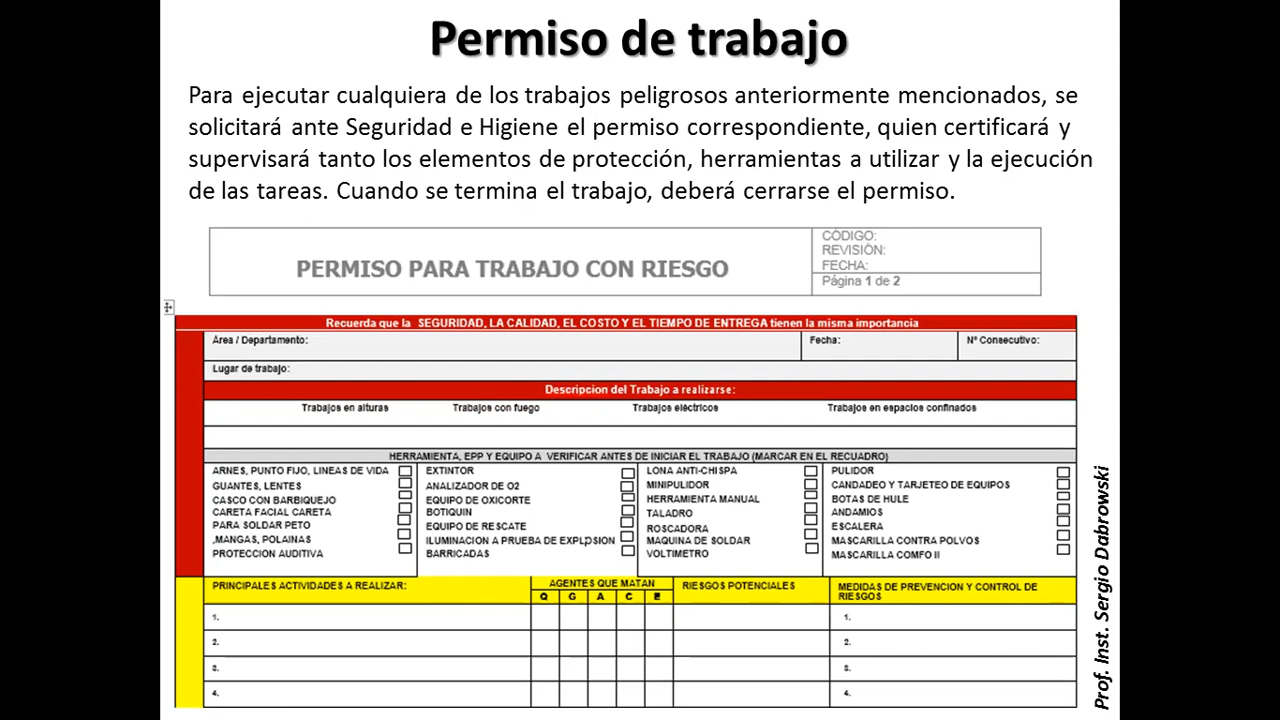 Permiso de trabajo
Para ejecutar cualquiera de los trabajos peligrosos anteriormente mencionados, se
solicitará ante Seguridad e Higiene el permiso correspondiente, quien certificará y
supervisará tanto los elementos de protección, herramientas a utilizar y la ejecución
de las tareas. Cuando se termina el trabajo, deberá cerrarse el permiso.
PERMISO PARA TRABAJO CON RIESGO
CÓDIGO:
REVISIÓN:
FECHA:
Página 1 de 2
Recuerda que la SEGURIDAD, LA CALIDAD, EL COSTO Y EL TIEMPO DE ENTREGA tienen la misma importancia
Area / Departamento: Fecha: Nº Consecutivo:
Lugar de trabajo:
Descripcion del Trabajo a realizarse:
Trabajos en alturas Trabajos con fuego Trabajos eléctricos Trabajos en espacios confinados
HERRAMIENTA, EPP Y EQUIPO A VERIFICAR ANTES DE INICIAR EL TRABAJO (MARCAR EN EL RECUADRO)
ARNES, PUNTO FIJO, LINEAS DE VIDA
GUANTES, LENTES
CASCO CON BARBIQUEJO
CARETA FACIAL CARETA
PARA SOLDAR PETO
,MANGAS, POLAINAS
PROTECCION AUDITIVA
EXTINTOR
ANALIZADOR DE O2
EQUIPO DE OXICORTE
BOTIQUIN
EQUIPO DE RESCATE
ILUMINACION A PRUEBA DE EXPLOSION
BARRICADAS
LONA ANTI-CHISPA
MINIPULIDOR
HERRAMIENTA MANUAL
TALADRO
ROSCADORA
MAQUINA DE SOLDAR
VOLTIMETRO
PULIDOR
CANDADEO Y TARJETEO DE EQUIPOS
BOTAS DE HULE
ANDAMIOS
ESCALERA
MASCARILLA CONTRA POLVOS
MASCARILLA COMFO II
PRINCIPALES ACTIVIDADES A REALIZAR:
AGENTES QUE MATAN
Q G A C E
RIESGOS POTENCIALES
MEDIDAS DE PREVENCION Y CONTROL DE
RIESGOS
1. 1.
2. 2.
3. 3.
4. 4.
Prof. Inst. Sergio Dabrowski